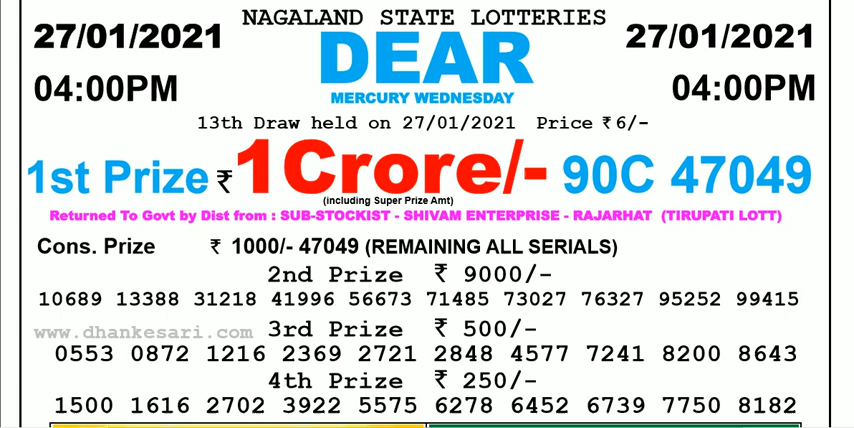 NAGALAND STATE LOTTERIES
27/01/2021 DEAR 27/01/2021
04:00PM MERCURY WEDNESDAY 04:00PM
13th Draw held on 27/01/2021 Price ₹ 6/-
1st Prize ₹ 1Crore/- 90C 47049
(including Super Prize Amt)
Returned To Govt by Dist from : SUB-STOCKIST - SHIVAM ENTERPRISE - RAJARHAT (TIRUPATI LOTT)
Cons. Prize ₹ 1000/- 47049 (REMAINING ALL SERIALS)
2nd Prize ₹ 9000/-
10689 13388 31218 41996 56673 71485 73027 76327 95252 99415
www.dhankesari.com 3rd Prize ₹ 500/-
0553 0872 1216 2369 2721 2848 4577 7241 8200 8643
4th Prize ₹ 250/-
1500 1616 2702 3922 5575 6278 6452 6739 7750 8182